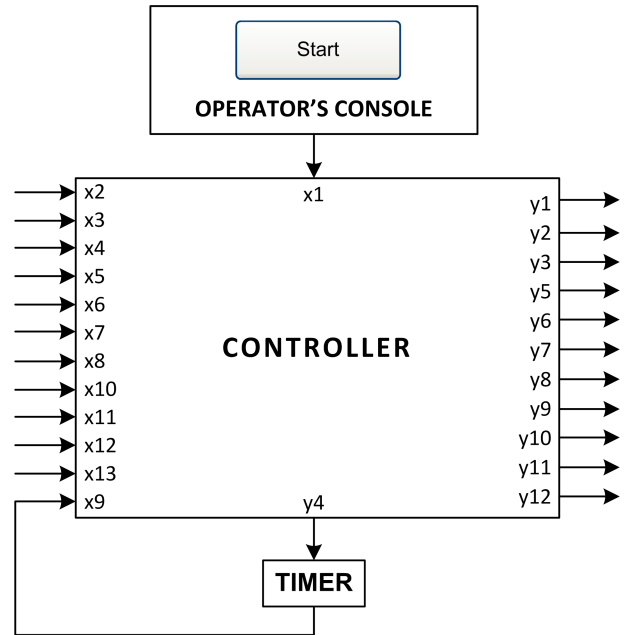 Start
OPERATOR'S CONSOLE
x1
x2
x3
x4
x5
x6
x7
x8
x10
x11
x12
x13
x9
CONTROLLER
y1
y2
y3
y5
y6
y7
y8
y9
y10
y11
y12
y4
TIMER